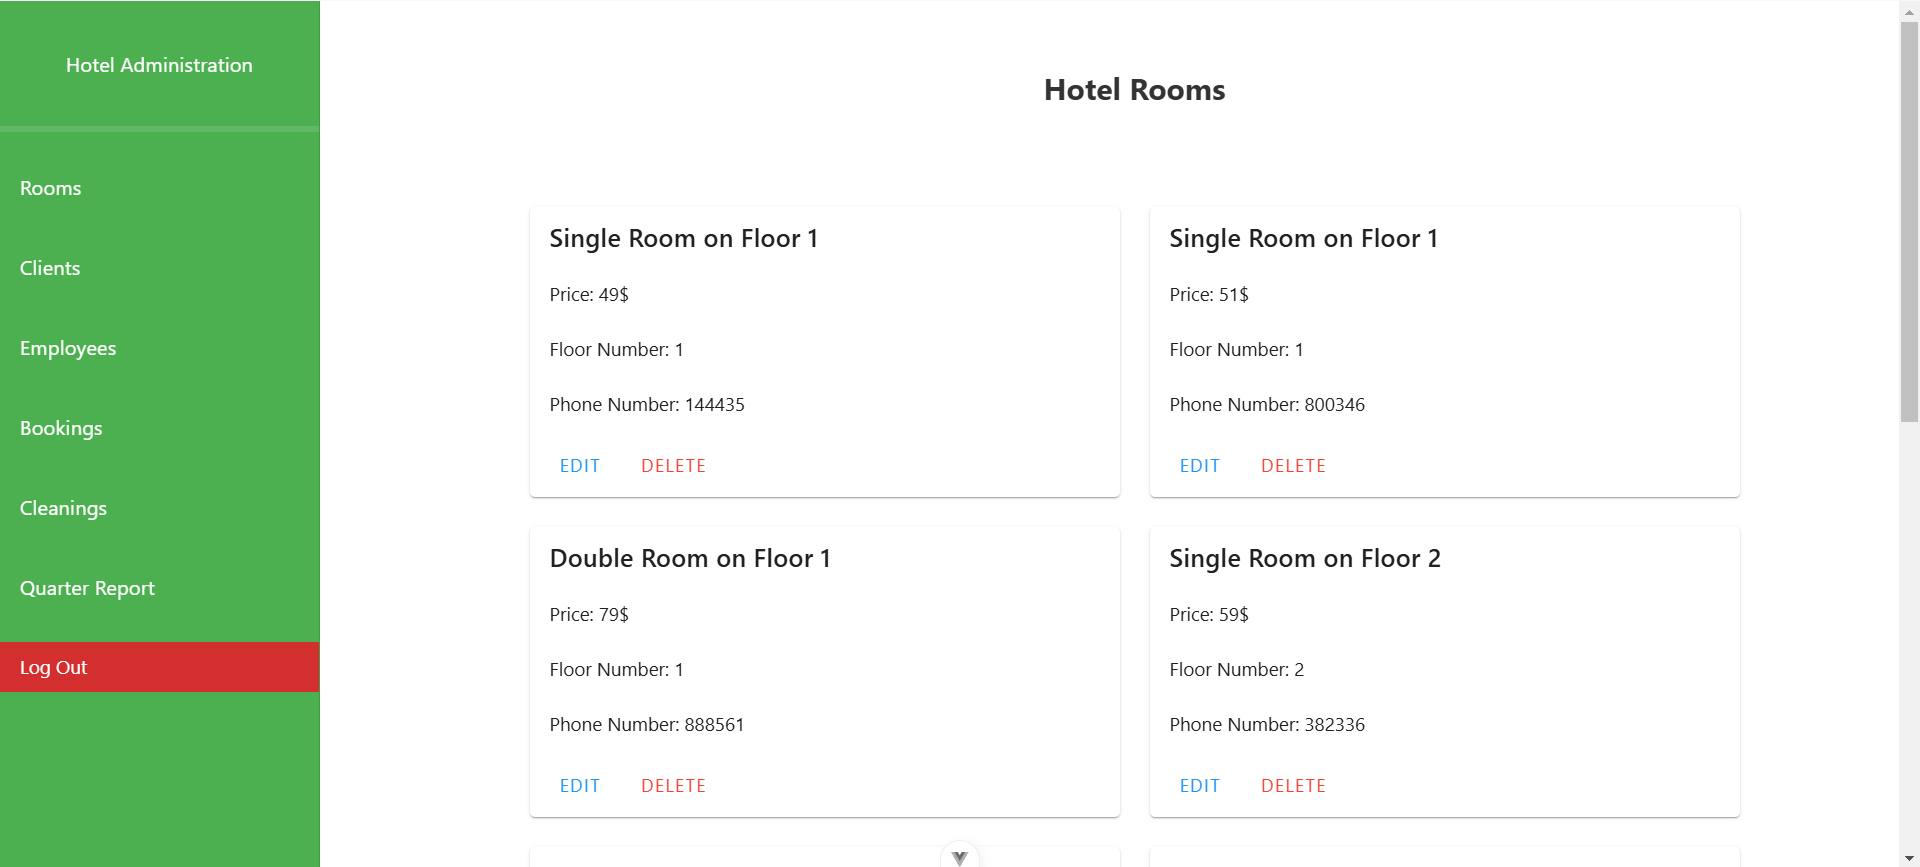 Hotel Administration
Rooms
Clients
Employees
Bookings
Cleanings
Quarter Report
Log Out
Hotel Rooms
Single Room on Floor 1
Price: 49$
Floor Number: 1
Phone Number: 144435
EDIT DELETE
Single Room on Floor 1
Price: 51$
Floor Number: 1
Phone Number: 800346
EDIT DELETE
Double Room on Floor 1
Price: 79$
Floor Number: 1
Phone Number: 888561
EDIT DELETE
Single Room on Floor 2
Price: 59$
Floor Number: 2
Phone Number: 382336
EDIT DELETE